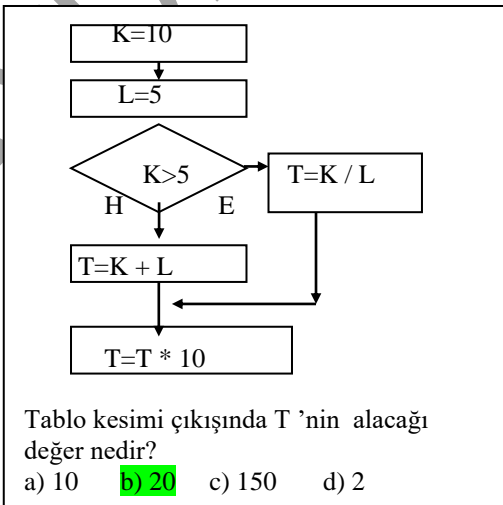 K=10
L=5
K>5
H E
T=K / L
T=K + L
T=T * 10
Tablo kesimi çıkışında T ’nin alacağı
değer nedir?
a) 10 b) 20 c) 150 d) 2